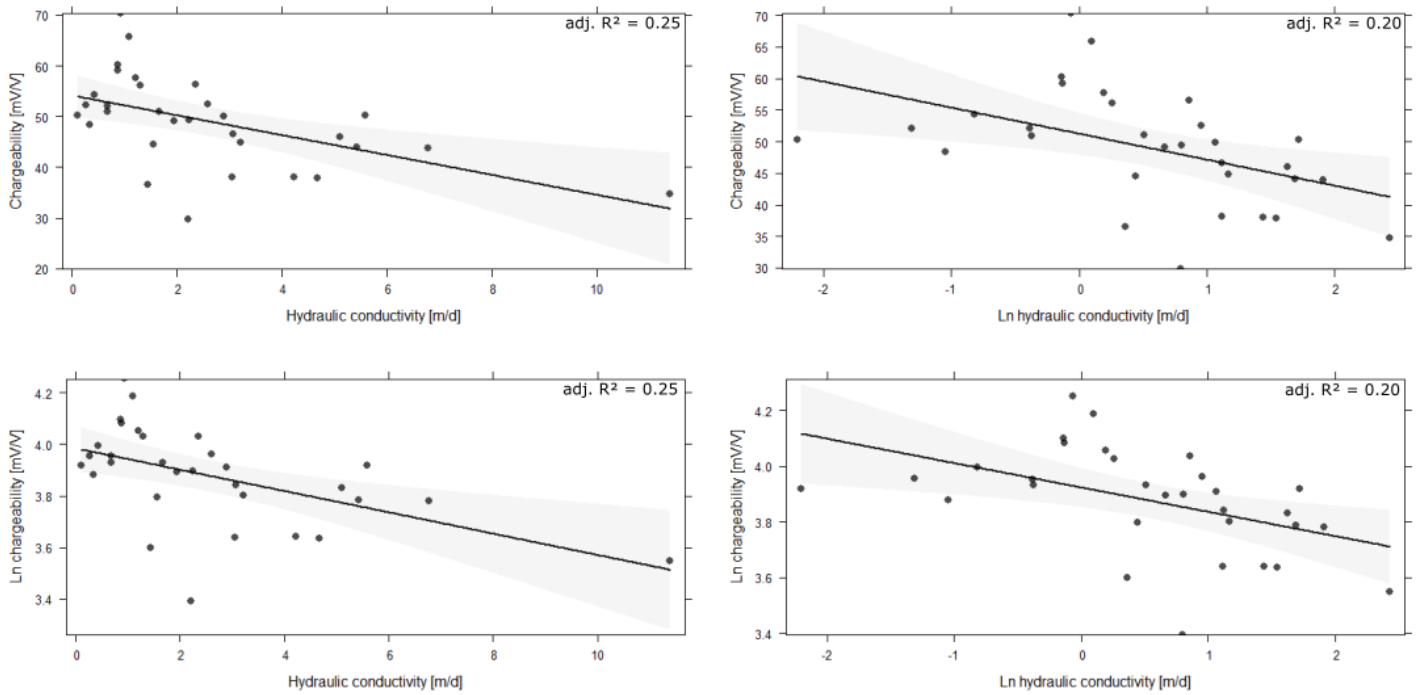 adj. R² = 0.25
Chargeability [mV/V]
70
60
50
40
30
20
0 2 4 6 8 10
Hydraulic conductivity [m/d]
adj. R² = 0.20
Chargeability [mV/V]
70
65
60
55
50
45
40
35
30
-2 -1 0 1 2
Ln hydraulic conductivity [m/d]
adj. R² = 0.25
Ln chargeability [mV/V]
4.2
4.0
3.8
3.6
3.4
0 2 4 6 8 10
Hydraulic conductivity [m/d]
adj. R² = 0.20
Ln chargeability [mV/V]
4.2
4.0
3.8
3.6
3.4
-2 -1 0 1 2
Ln hydraulic conductivity [m/d]